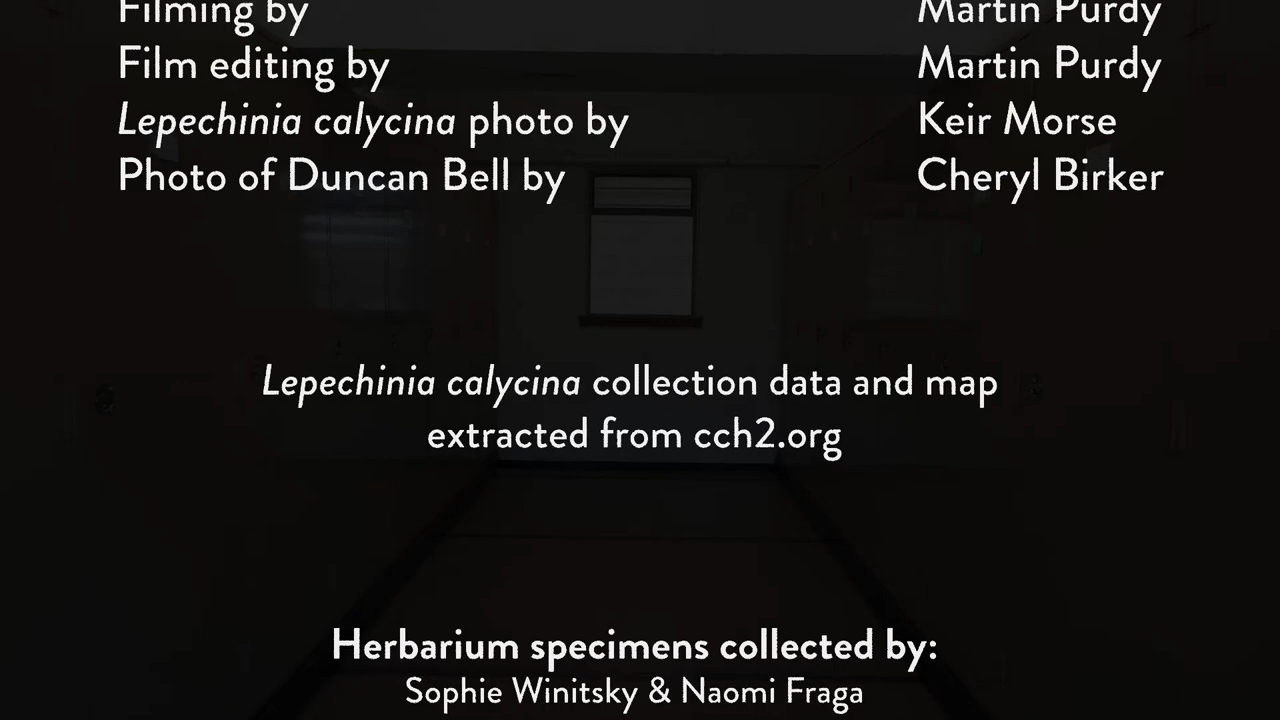 Filming by Martin Purdy
Film editing by Martin Purdy
Lepechinia calycina photo by Keir Morse
Photo of Duncan Bell by Cheryl Birker
Lepechinia calycina collection data and map
extracted from cch2.org
Herbarium specimens collected by:
Sophie Winitsky & Naomi Fraga